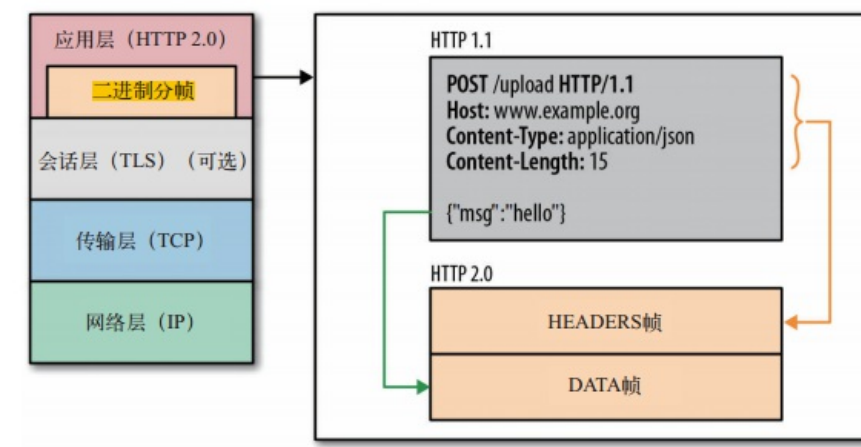 应用层（HTTP 2.0）
二进制分帧
会话层（TLS）（可选）
传输层（TCP）
网络层（IP）
HTTP 1.1
POST /upload HTTP/1.1
Host: www.example.org
Content-Type: application/json
Content-Length: 15
{"msg":"hello"}
HTTP 2.0
HEADERS帧
DATA帧